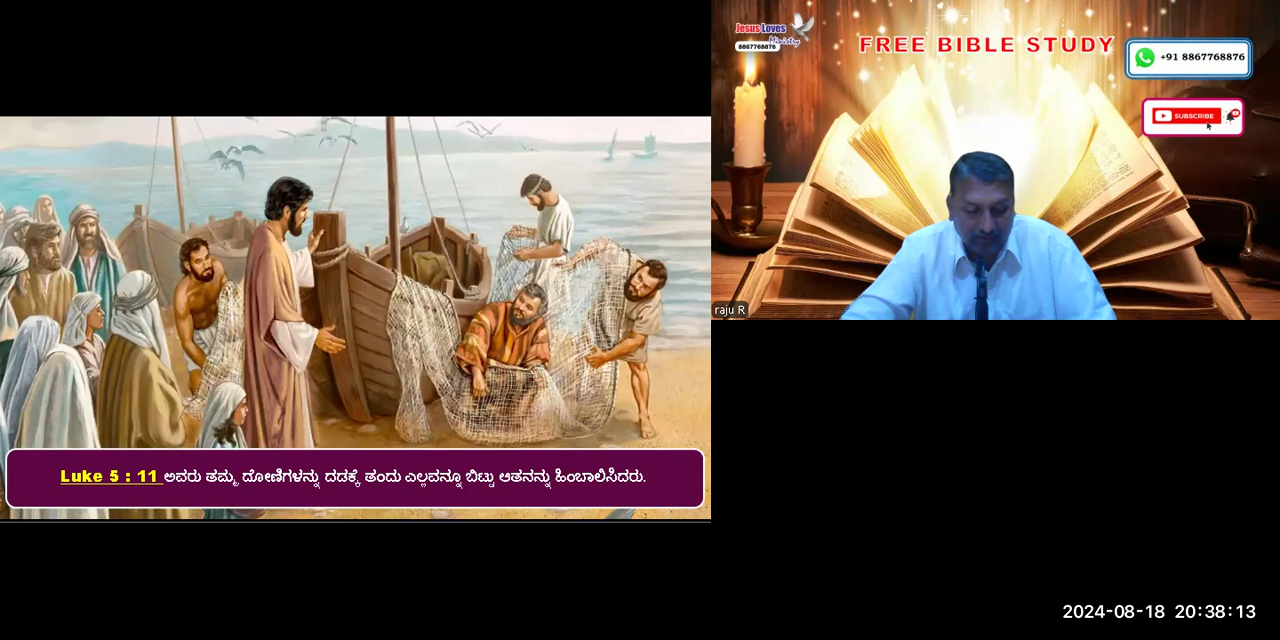 Jesus Loves
Ministry
8867768876
FREE BIBLE STUDY
+91 8867768876
SUBSCRIBE
raju R
Luke 5 : 11 ಅವರು ತಮ್ಮ ದೋಣಿಗಳನ್ನು ದಡಕ್ಕೆ ತಂದು ಎಲ್ಲವನ್ನೂ ಬಿಟ್ಟು ಆತನನ್ನು ಹಿಂಬಾಲಿಸಿದರು.
2024-08-18 20:38:13